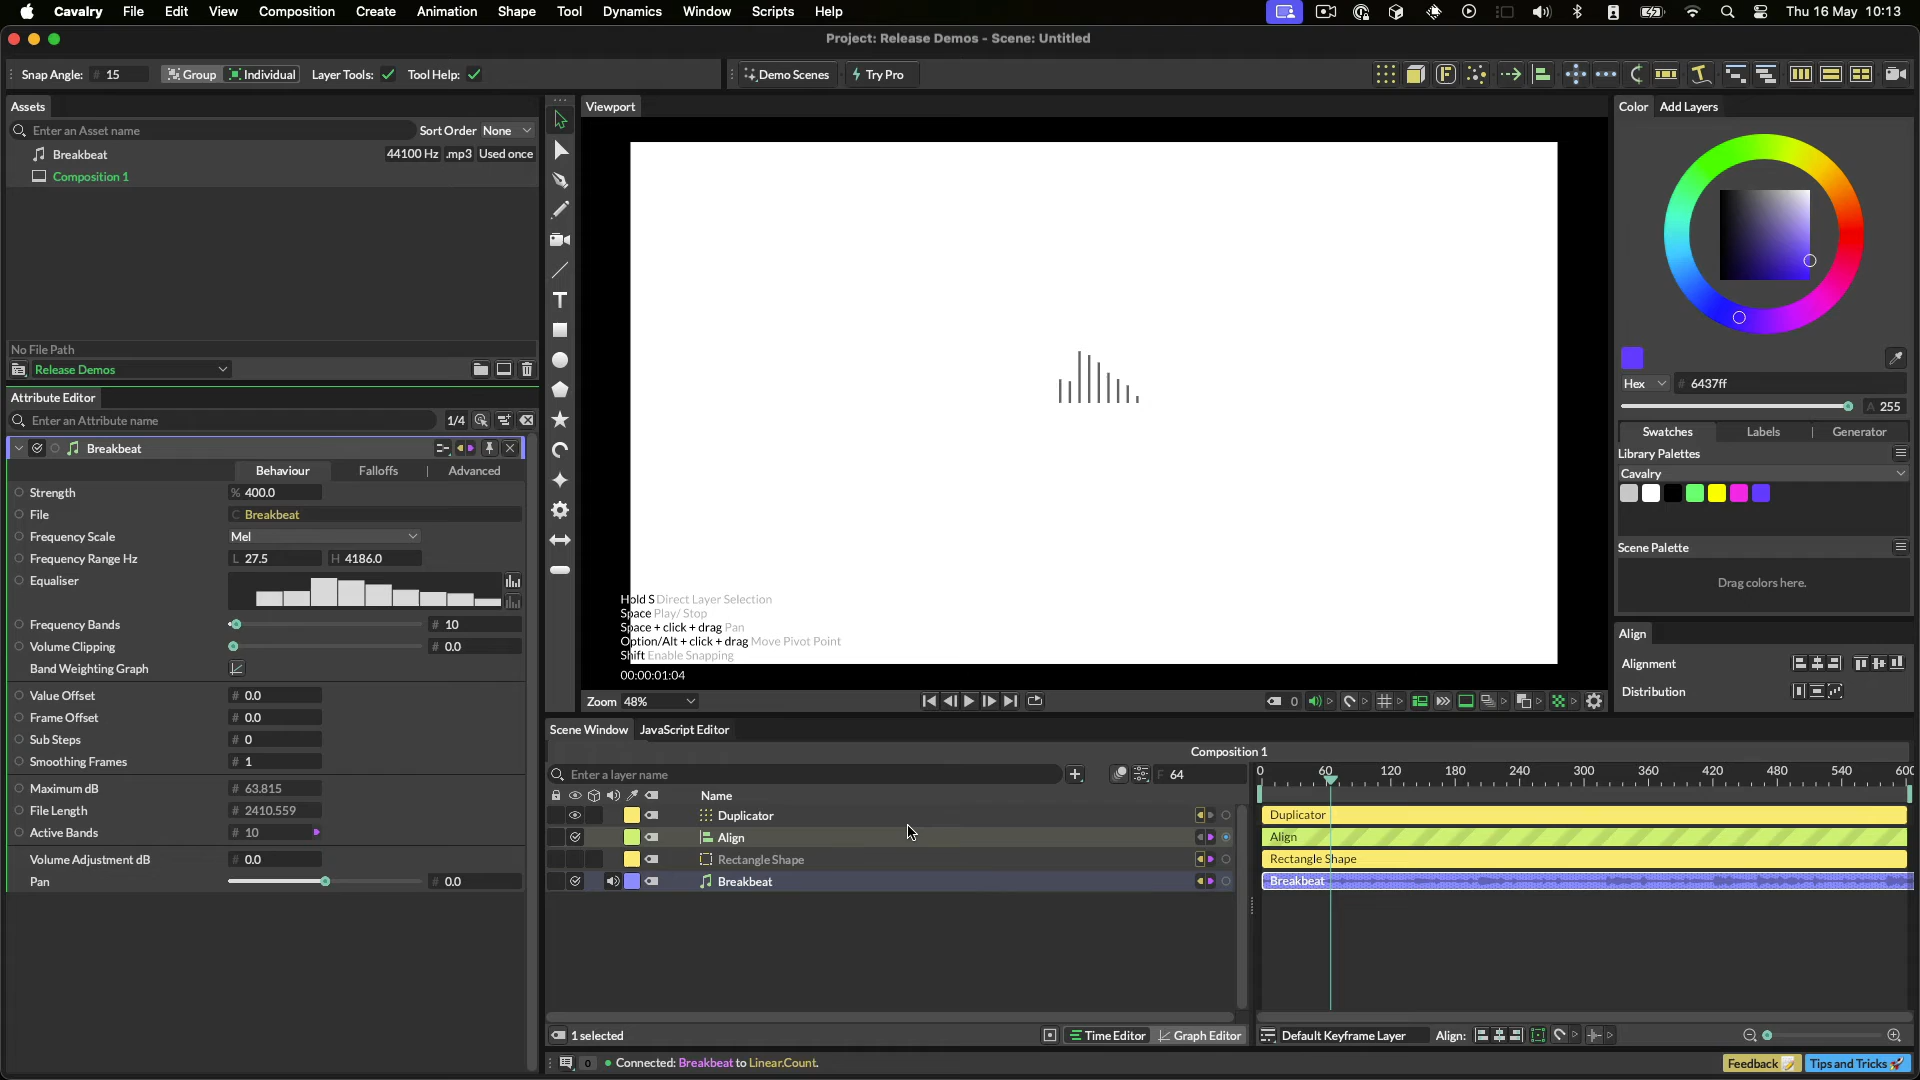 Cavalry File Edit View Composition Create Animation Shape Tool Dynamics Window Scripts Help
Thu 16 May 10:13
Project: Release Demos - Scene: Untitled
Snap Angle: # 15 Group Individual Layer Tools: Tool Help: Demo Scenes Try Pro
Assets
Enter an Asset name Sort Order None
Breakbeat 44100 Hz .mp3 Used once
Composition 1
No File Path
Release Demos
Attribute Editor
Enter an Attribute name 1/4
Breakbeat
Behaviour Falloffs | Advanced
Strength % 400.0
File C Breakbeat
Frequency Scale Mel
Frequency Range Hz L 27.5 H 4186.0
Equaliser
Frequency Bands # 10
Volume Clipping # 0.0
Band Weighting Graph
Value Offset # 0.0
Frame Offset # 0.0
Sub Steps # 0
Smoothing Frames # 1
Maximum dB # 63.815
File Length # 2410.559
Active Bands # 10
Volume Adjustment dB # 0.0
Pan # 0.0
Viewport
Hold S Direct Layer Selection
Space Play/ Stop
Space + click + drag Pan
Option/Alt + click + drag Move Pivot Point
Shift Enable Snapping
00:00:01:04
Zoom 48%
0
Color Add Layers
Hex # 6437ff
A 255
Swatches Labels | Generator
Library Palettes
Cavalry
Scene Palette
Drag colors here.
Align
Alignment
Distribution
Scene Window JavaScript Editor
Composition 1
Enter a layer name F 64
0 60 120 180 240 300 360 420 480 540 600
Name
Duplicator Duplicator
Align Align
Rectangle Shape Rectangle Shape
Breakbeat Breakbeat
1 selected Time Editor Graph Editor Default Keyframe Layer Align:
0 Connected: Breakbeat to Linear.Count.
Feedback Tips and Tricks